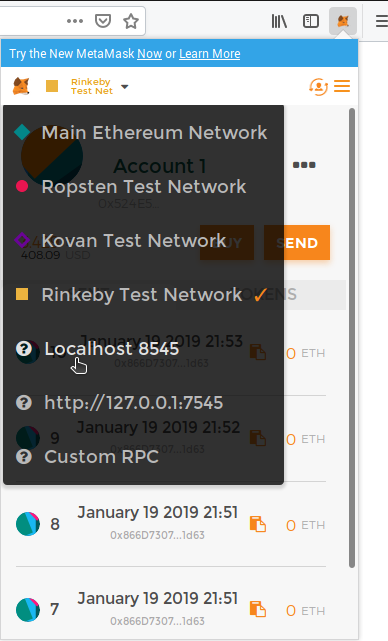 Try the New MetaMask Now or Learn More
Rinkeby
Test Net
Main Ethereum Network
Account 1
Ropsten Test Network
0x524E5...
Kovan Test Network
408.09 USD
BUY
SEND
Rinkeby Test Network ✓
TOKENS
Localhost 8545
January 19 2019 21:53
0x866D7307...1d63
0 ETH
http://127.0.0.1:7545
9
January 19 2019 21:52
0x866D7307...1d63
0 ETH
Custom RPC
8
January 19 2019 21:51
0x866D7307...1d63
0 ETH
7
January 19 2019 21:51
0x866D7307...1d63
0 ETH